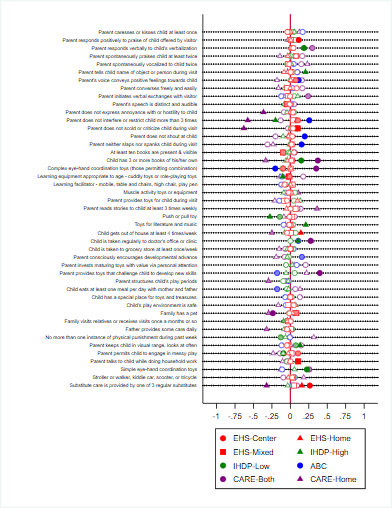 Parent caresses or kisses child at least once
Parent responds positively to praise of child offered by visitor
Parent responds verbally to child's verbalization
Parent spontaneously praises child at least twice
Parent spontaneously vocalized to child twice
Parent tells child name of object or person during visit
Parent's voice conveys positive feelings towards child
Parent converses freely and easily
Parent initiates verbal exchanges with visitor
Parent's speech is distinct and audible
Parent does not express annoyance with or hostility to child
Parent does not interfere or restrict child more than 3 times
Parent does not scold or criticize child during visit
Parent does not shout at child
Parent neither slaps nor spanks child during visit
At least ten books are present & visible
Child has 3 or more books of his/her own
Complex eye-hand coordination toys (those permitting combination)
Learning equipment appropriate to age - cuddly toys or role-playing toys
Learning facilitator - mobile, table and chairs, high chair, play pen
Muscle activity toys or equipment
Parent provides toys for child during visit
Parent reads stories to child at least 3 times weekly
Push or pull toy
Toys for literature and music
Child gets out of house at least 4 times/week
Child is taken regularly to doctor's office or clinic
Child is taken to grocery store at least once/week
Parent consciously encourages developmental advance
Parent invests maturing toys with value via personal attention
Parent provides toys that challenge child to develop new skills
Parent structures child's play periods
Child eats at least one meal per day with mother and father
Child has a special place for toys and treasures
Child's play environment is safe
Family has a pet
Family visits relatives or receives visits once a month or so
Father provides some care daily
No more than one instance of physical punishment during past week
Parent keeps child in visual range, looks at often
Parent permits child to engage in messy play
Parent talks to child while doing household work
Simple eye-hand coordination toys
Stroller or walker, kiddie car, scooter, or tricycle
Substitute care is provided by one of 3 regular substitutes
-1 -.75 -.5 -.25 0 .25 .5 .75 1
EHS-Center EHS-Home
EHS-Mixed IHDP-High
IHDP-Low ABC
CARE-Both CARE-Home